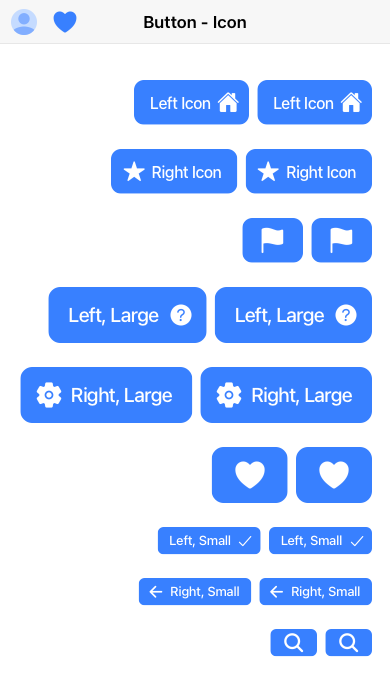 Button - Icon
Left Icon Left Icon
Right Icon Right Icon
Left, Large ? Left, Large ?
Right, Large Right, Large
Left, Small Left, Small
Right, Small Right, Small